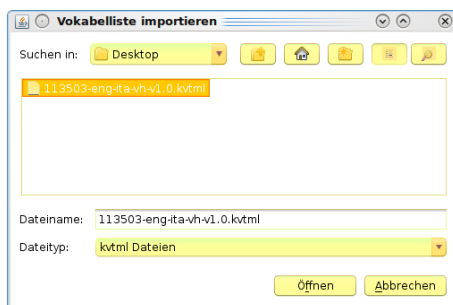 Vokabelliste importieren
Suchen in: Desktop
113503-eng-ita-vh-v1.0.kvtml
Dateiname: 113503-eng-ita-vh-v1.0.kvtml
Dateityp: kvtml Dateien
Öffnen Abbrechen